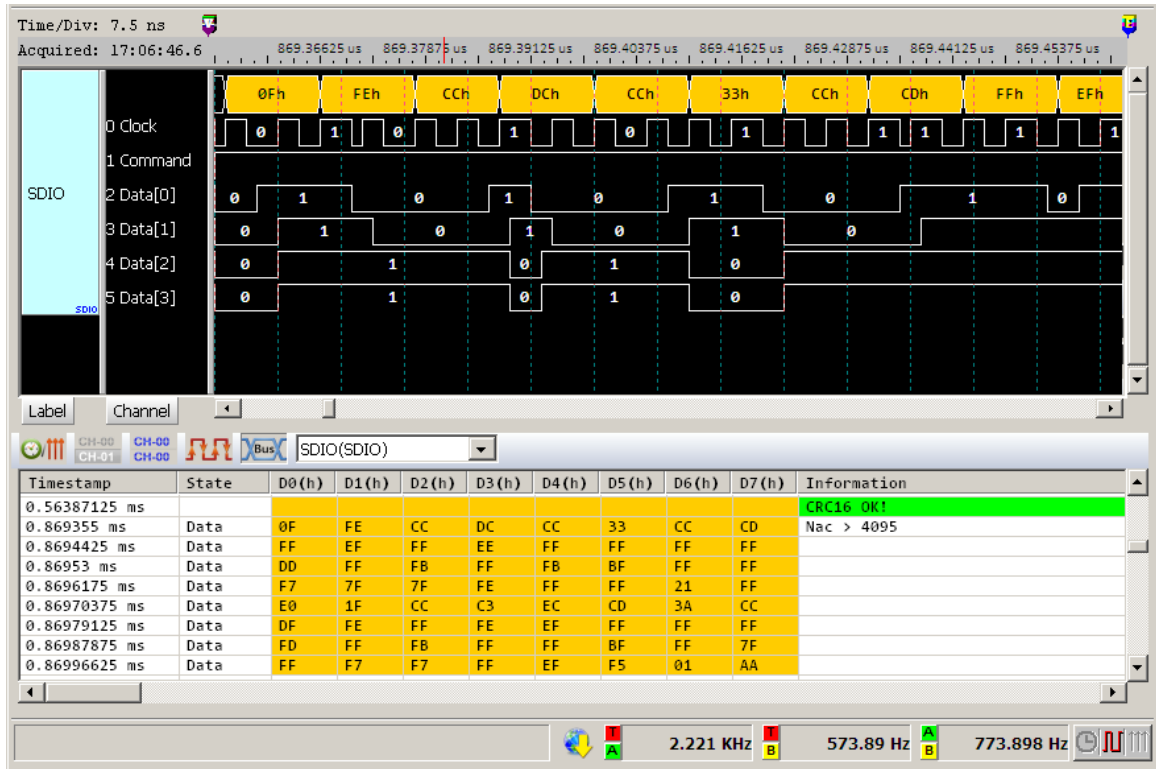 Time/Div: 7.5 ns
Acquired: 17:06:46.6 869.36625 us 869.37875 us 869.39125 us 869.40375 us 869.41625 us 869.42875 us 869.44125 us 869.45375 us
0Fh FEh CCh DCh CCh 33h CCh CDh FFh EFh
0 Clock 0 1 0 1 0 1 1 1 1 1
1 Command
SDIO 2 Data[0] 0 1 0 1 0 1 0 1 0
3 Data[1] 0 1 0 1 0 1 0
4 Data[2] 0 1 0 1 0
5 Data[3] 0 1 0 1 0
SDIO
Label Channel
CH-00 CH-00
CH-01 CH-00 Bus SDIO(SDIO)
Timestamp State D0(h) D1(h) D2(h) D3(h) D4(h) D5(h) D6(h) D7(h) Information
0.56387125 ms CRC16 OK!
0.869355 ms Data 0F FE CC DC CC 33 CC CD Nac > 4095
0.8694425 ms Data FF EF FF EE FF FF FF FF
0.86953 ms Data DD FF FB FF FB BF FF FF
0.8696175 ms Data F7 7F 7F FE FF FF 21 FF
0.86970375 ms Data E0 1F CC C3 EC CD 3A CC
0.86979125 ms Data DF FE FF FE EF FF FF FF
0.86987875 ms Data FD FF FB FF FF BF FF 7F
0.86996625 ms Data FF F7 F7 FF EF F5 01 AA
T A 2.221 KHz T B 573.89 Hz A B 773.898 Hz